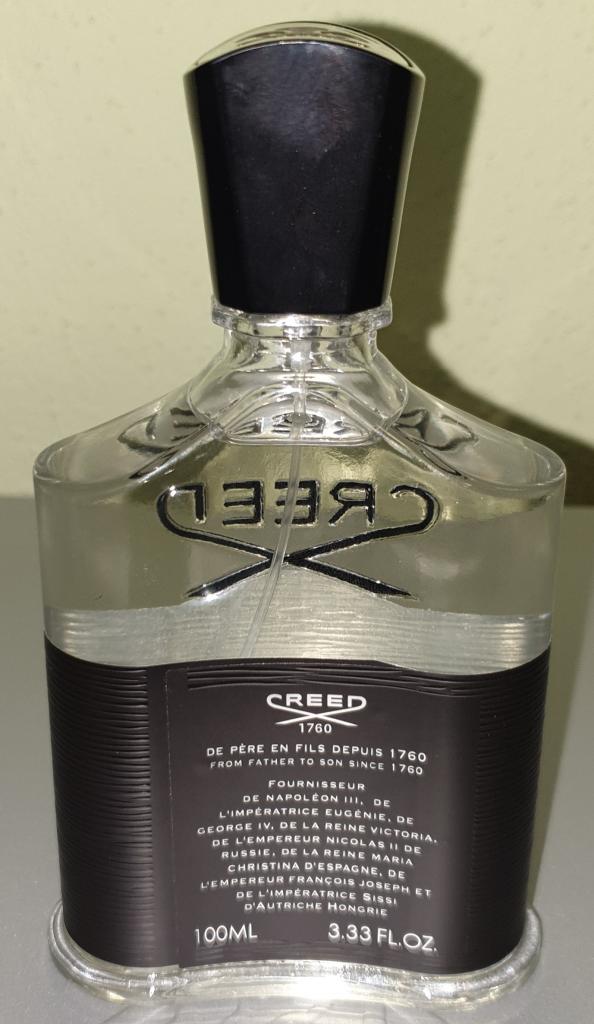 CREED
CREED
1760
DE PÈRE EN FILS DEPUIS 1760
FROM FATHER TO SON SINCE 1760
FOURNISSEUR
DE NAPOLÉON III, DE
L'IMPÉRATRICE EUGÉNIE, DE
GEORGE IV, DE LA REINE VICTORIA,
DE L'EMPEREUR NICOLAS II DE
RUSSIE, DE LA REINE MARIA
CHRISTINA D'ESPAGNE, DE
L'EMPEREUR FRANÇOIS JOSEPH ET
DE L'IMPÉRATRICE SISSI
D'AUTRICHE HONGRIE
100ML 3.33 FL.OZ.